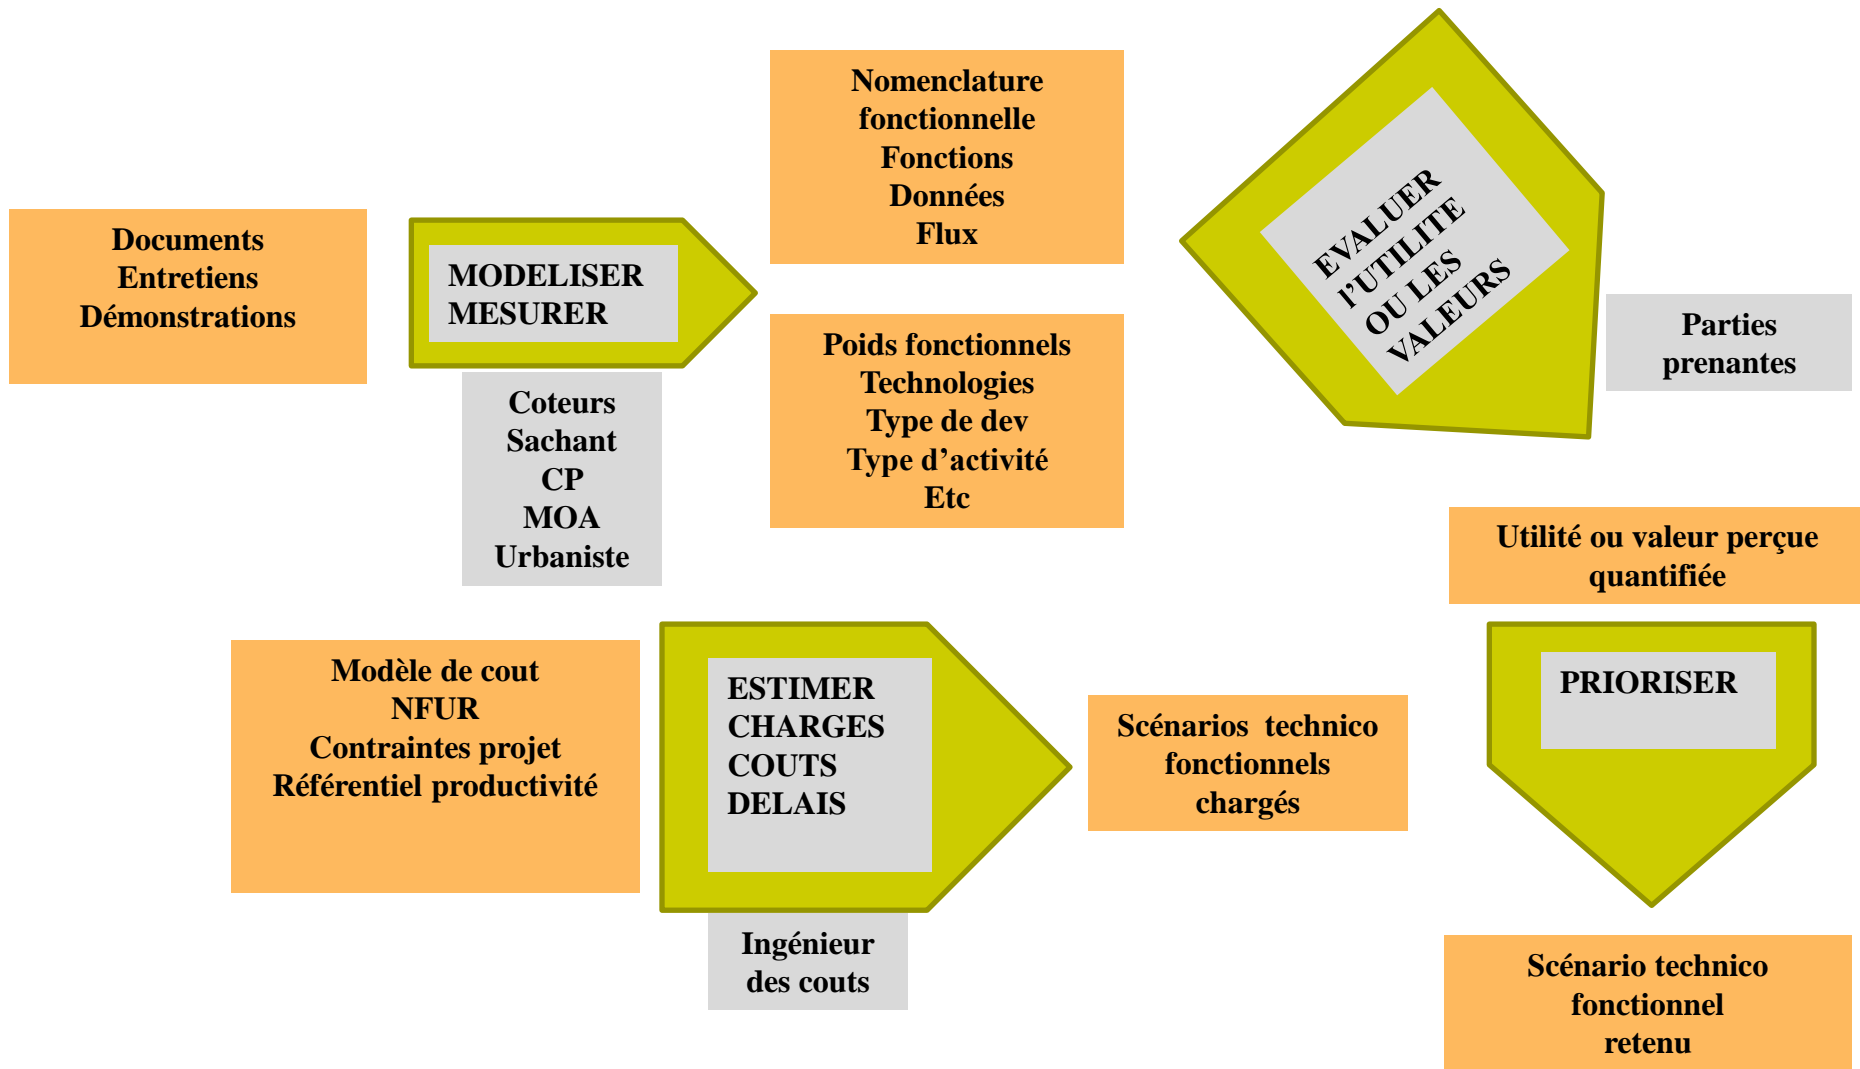 Documents
Entretiens
Démonstrations
MODELISER
MESURER
Coteurs
Sachant
CP
MOA
Urbaniste
Nomenclature
fonctionnelle
Fonctions
Données
Flux
Poids fonctionnels
Technologies
Type de dev
Type d’activité
Etc
EVALUER
l’UTILITE
OU LES
VALEURS
Parties
prenantes
Utilité ou valeur perçue
quantifiée
Modèle de cout
NFUR
Contraintes projet
Référentiel productivité
ESTIMER
CHARGES
COUTS
DELAIS
Ingénieur
des couts
Scénarios technico
fonctionnels
chargés
PRIORISER
Scénario technico
fonctionnel
retenu